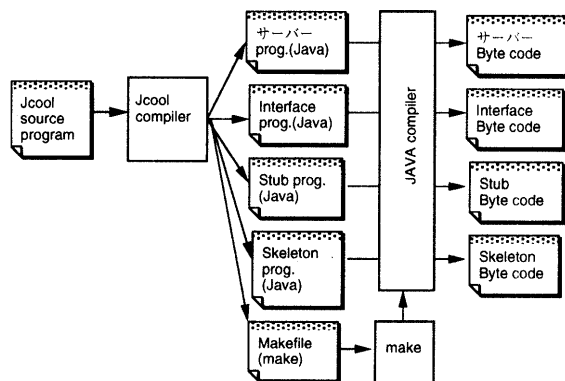 Jcool
source
program
Jcool
compiler
サーバー
prog.(Java)
Interface
prog.(Java)
Stub prog.
(Java)
Skeleton
prog.
(Java)
Makefile
(make)
JAVA compiler
make
サーバー
Byte code
Interface
Byte code
Stub
Byte code
Skeleton
Byte code